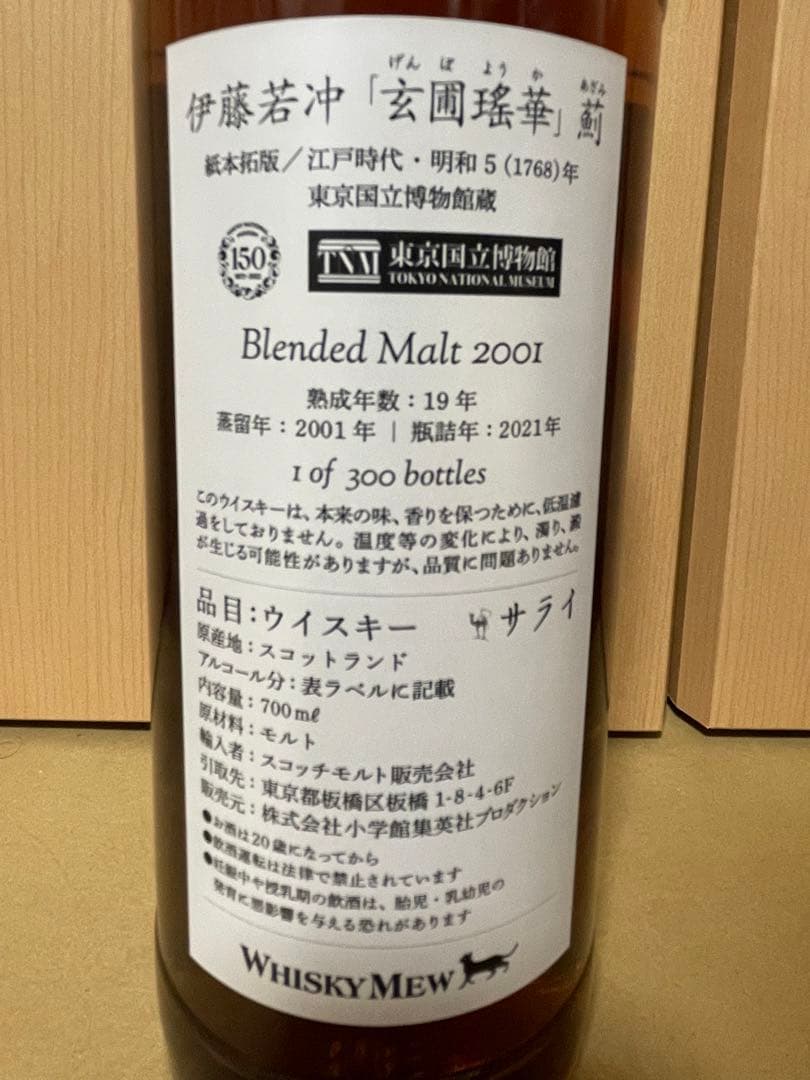 げんぽ ようか あざみ
伊藤若冲「玄圃瑤華」薊
紙本拓版／江戸時代・明和5(1768)年
東京国立博物館蔵
150
TNM 東京国立博物館
TOKYO NATIONAL MUSEUM
Blended Malt 2001
熟成年数：19年
蒸留年：2001年 | 瓶詰年：2021年
1 of 300 bottles
このウイスキーは、本来の味、香りを保つために、低温濾
過をしておりません。温度等の変化により、濁り、澱
が生じる可能性がありますが、品質に問題ありません。
品目：ウイスキー サライ
原産地：スコットランド
アルコール分：表ラベルに記載
内容量：700mℓ
原材料：モルト
輸入者：スコッチモルト販売会社
引取先：東京都板橋区板橋1-8-4-6F
販売元：株式会社小学館集英社プロダクション
●お酒は20歳になってから
●飲酒運転は法律で禁止されています
●妊娠中や授乳期の飲酒は、胎児・乳幼児の
発育に悪影響を与える恐れがあります
WHISKY MEW